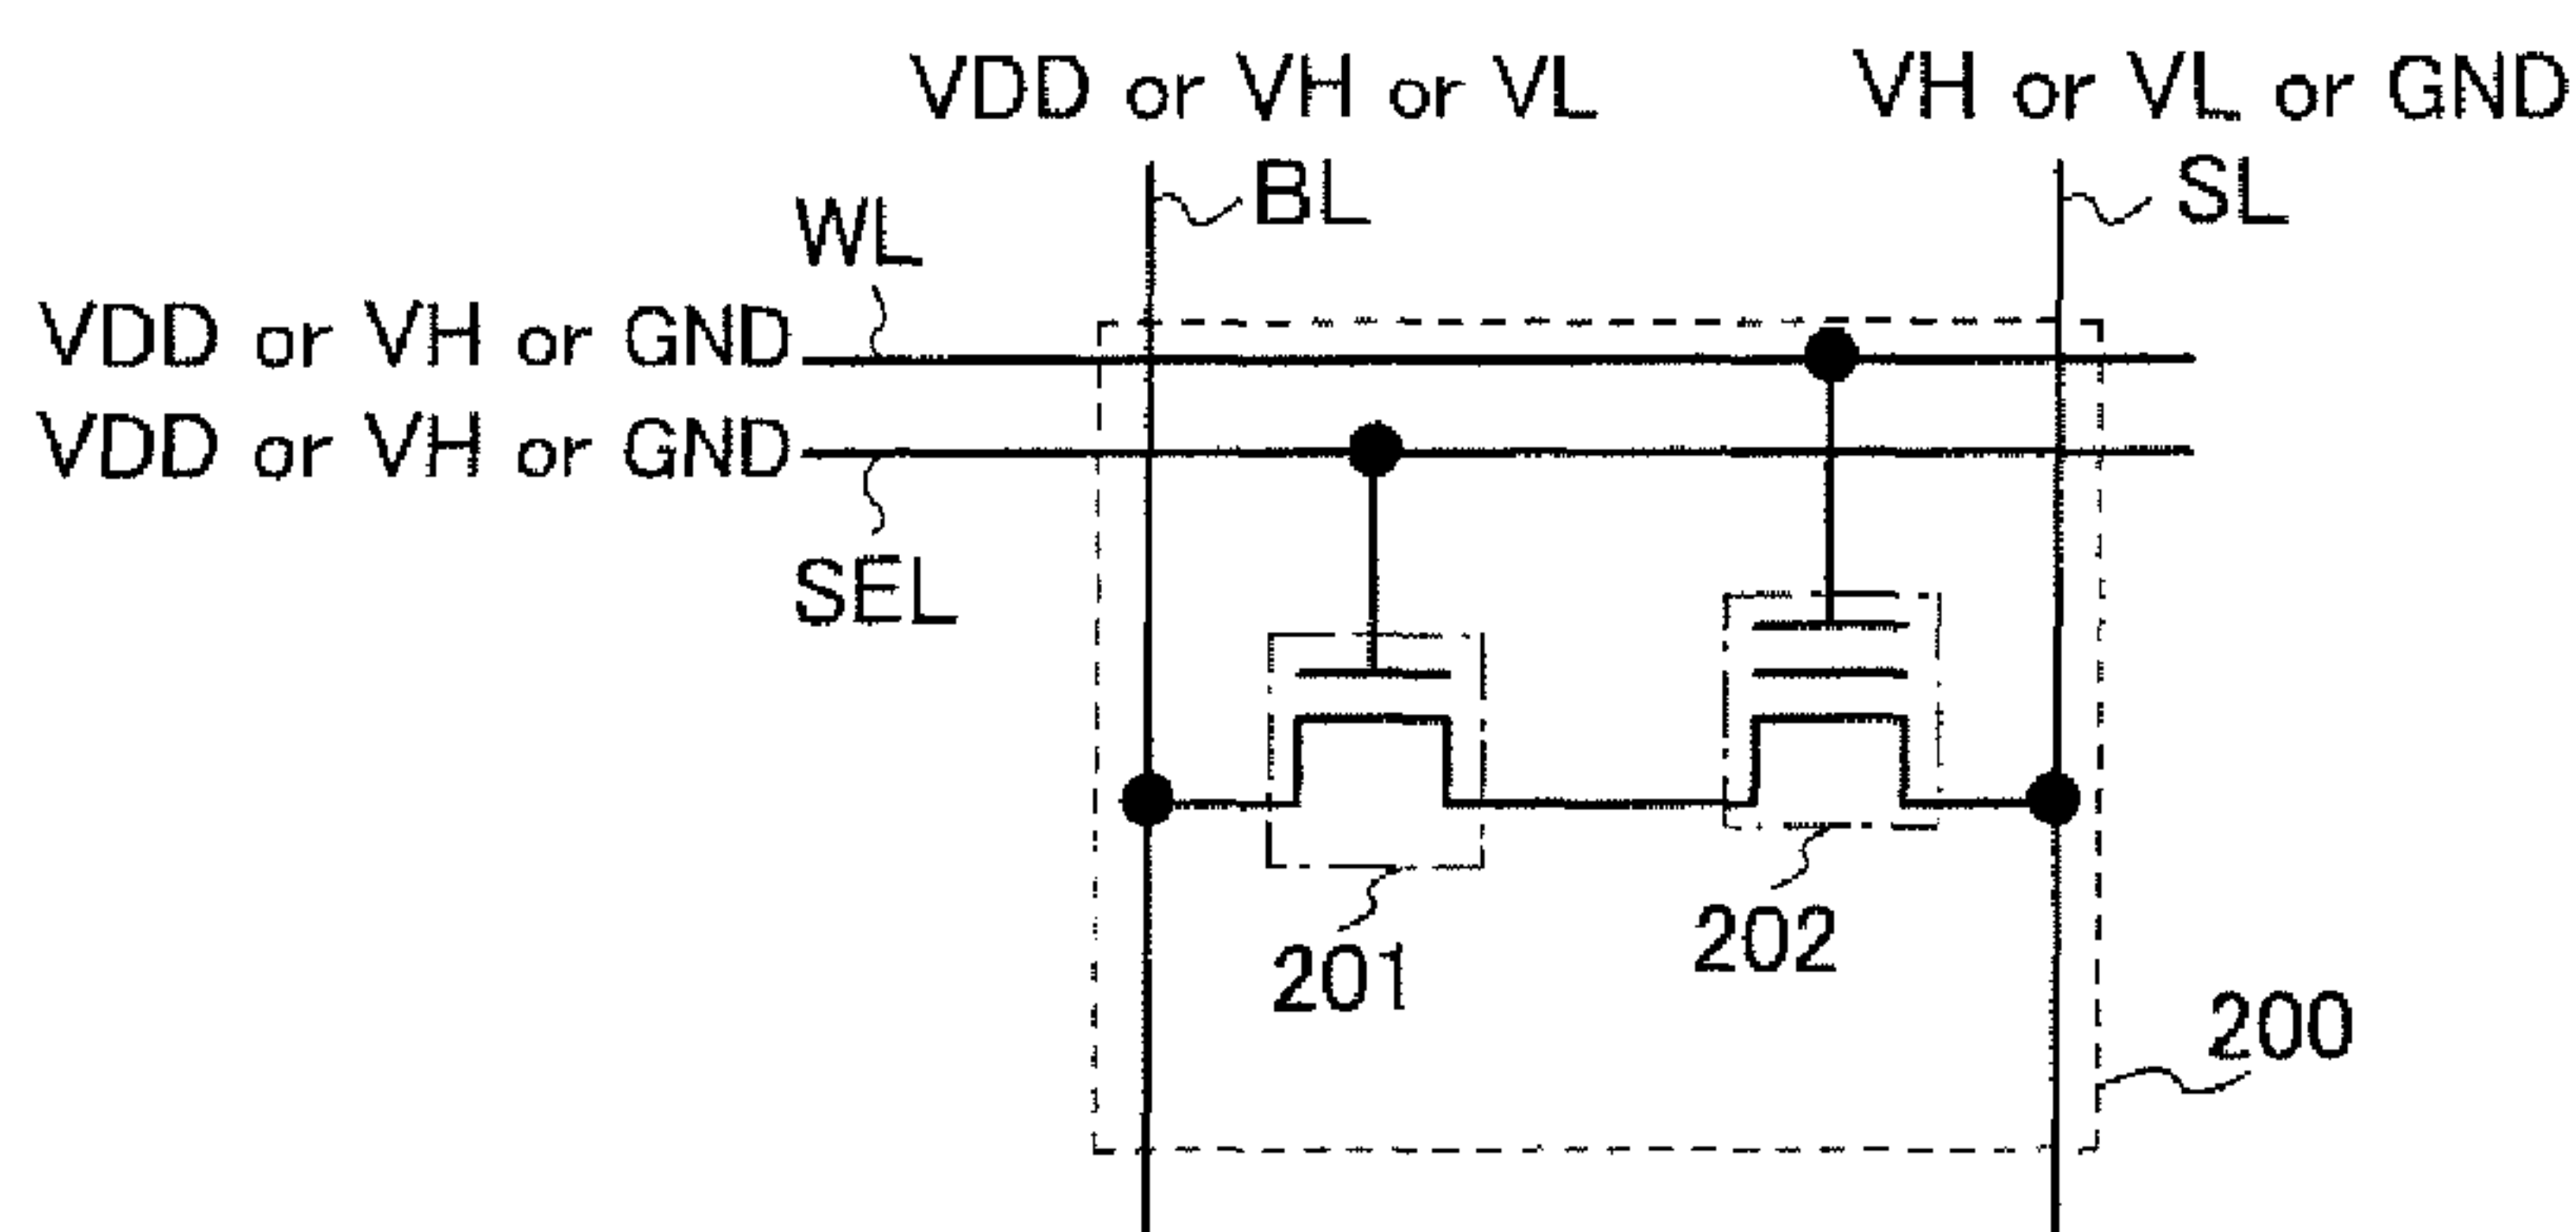 VDD or VH or VL
VH or VL or GND
BL
SL
WL
VDD or VH or GND
VDD or VH or GND
SEL
201
202
200